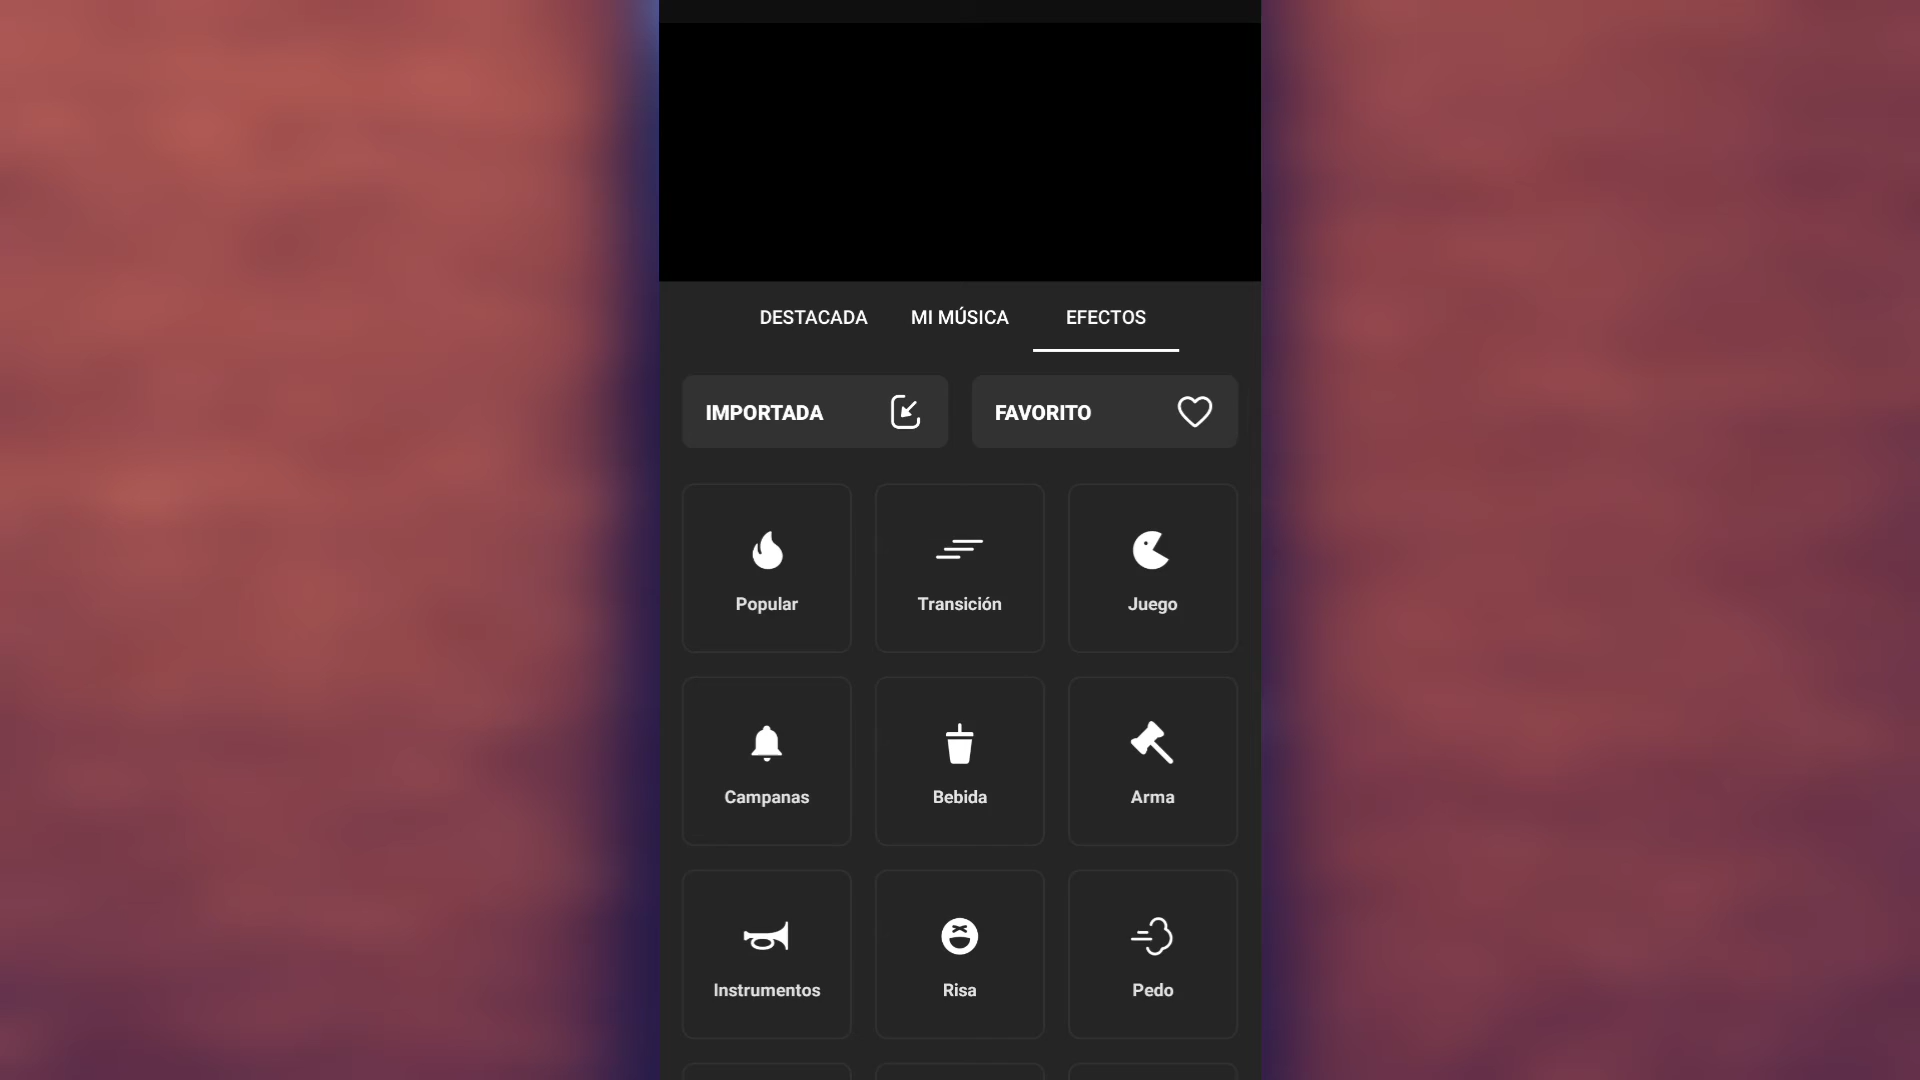 DESTACADA MI MÚSICA EFECTOS
IMPORTADA FAVORITO
Popular Transición Juego
Campanas Bebida Arma
Instrumentos Risa Pedo